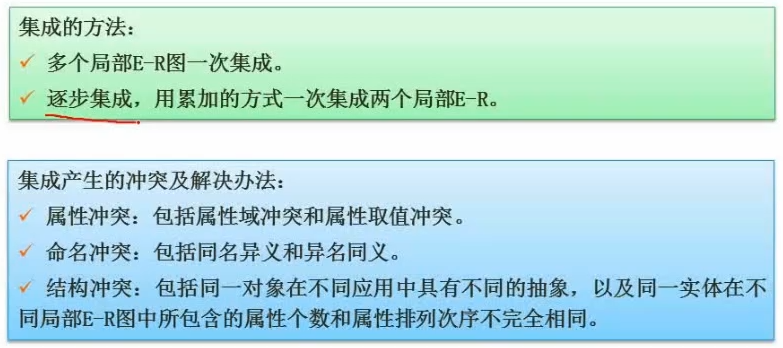 集成的方法：
✓ 多个局部E-R图一次集成。
✓ 逐步集成，用累加的方式一次集成两个局部E-R。
集成产生的冲突及解决办法：
✓ 属性冲突：包括属性域冲突和属性取值冲突。
✓ 命名冲突：包括同名异义和异名同义。
✓ 结构冲突：包括同一对象在不同应用中具有不同的抽象，以及同一实体在不
同局部E-R图中所包含的属性个数和属性排列次序不完全相同。